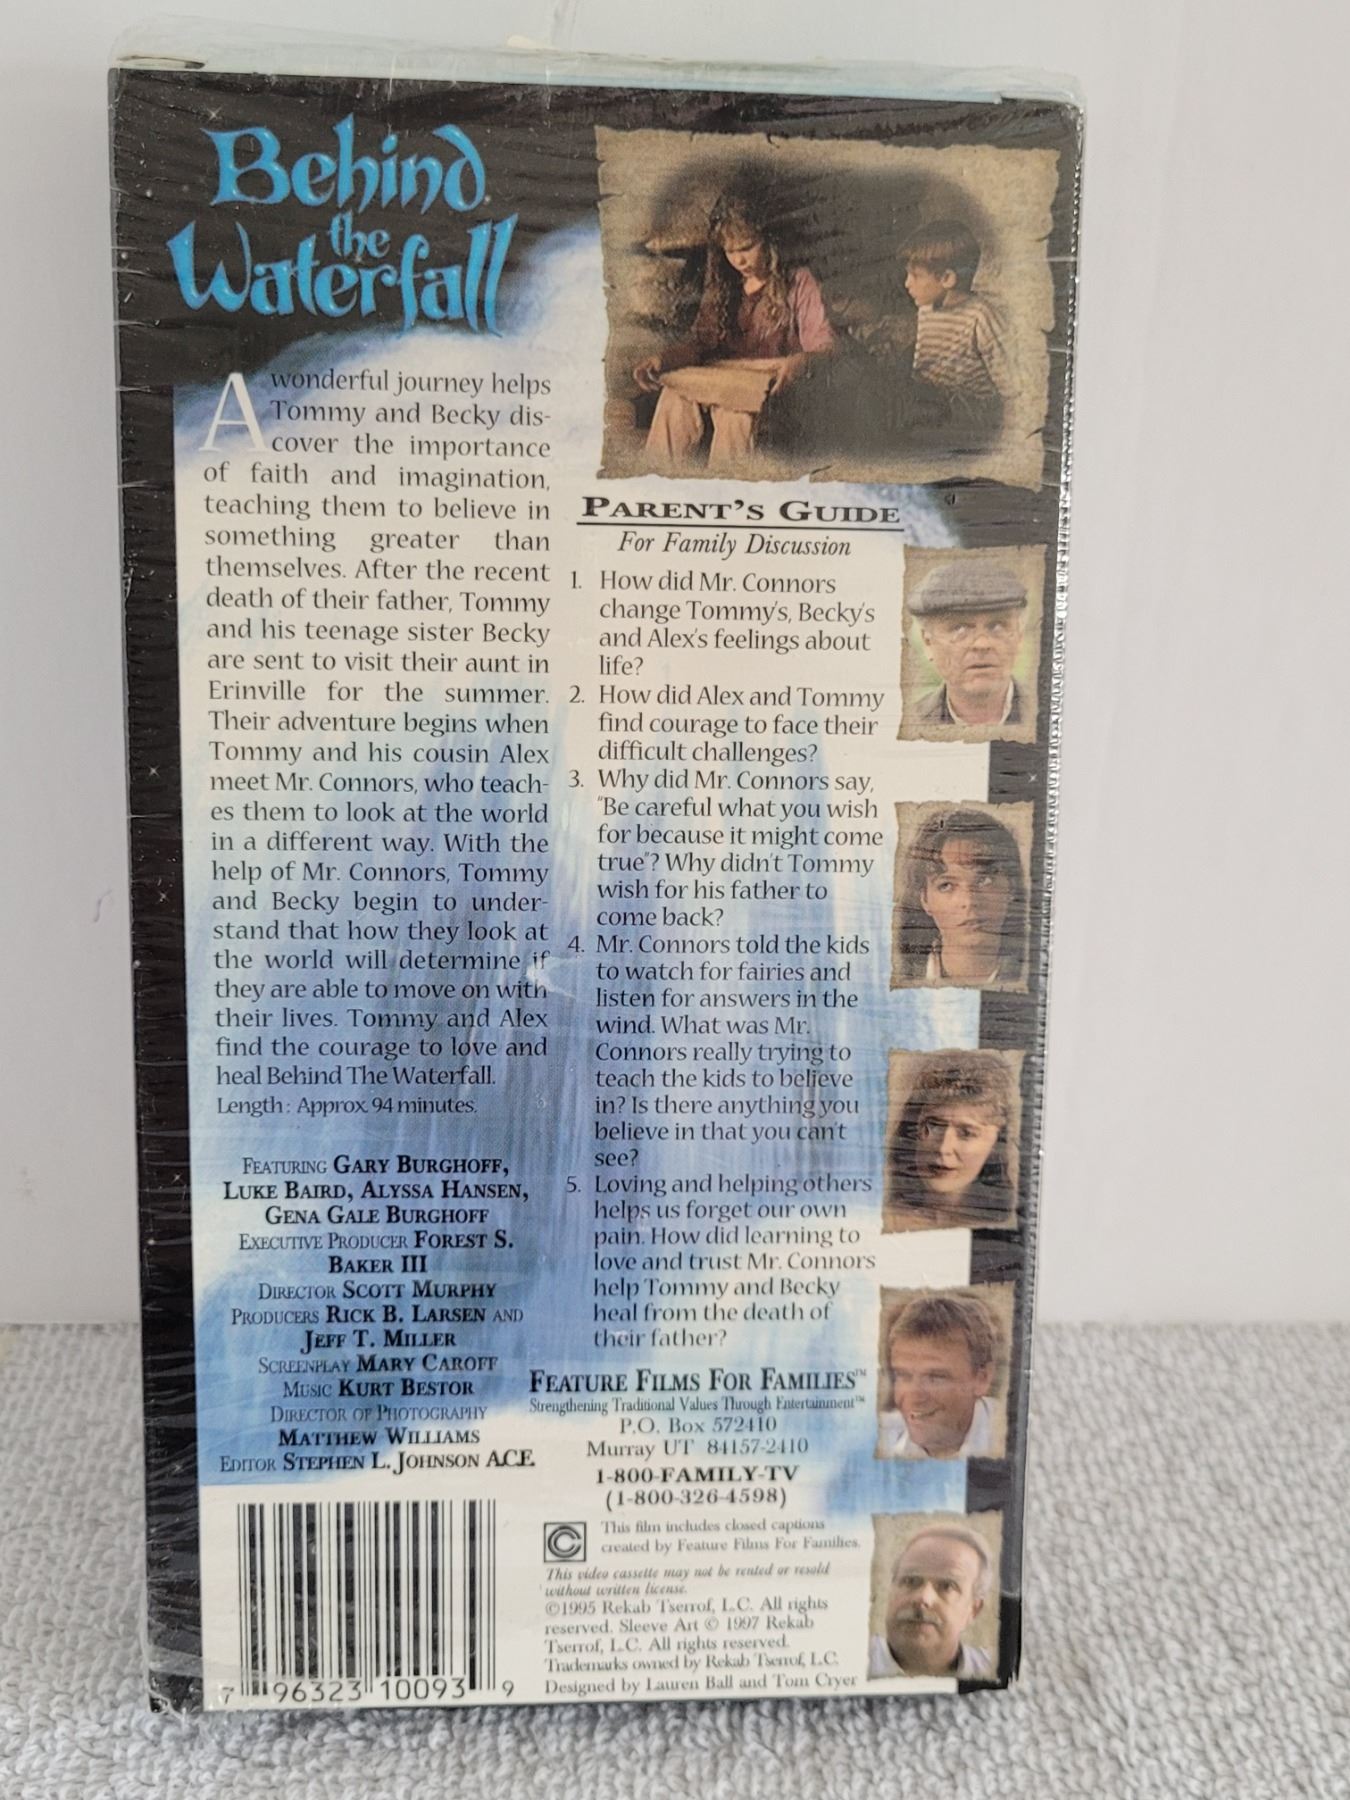 Behind
the
Waterfall
A wonderful journey helps
Tommy and Becky dis-
cover the importance
of faith and imagination,
teaching them to believe in
something greater than
themselves. After the recent
death of their father, Tommy
and his teenage sister Becky
are sent to visit their aunt in
Erinville for the summer.
Their adventure begins when
Tommy and his cousin Alex
meet Mr. Connors, who teach-
es them to look at the world
in a different way. With the
help of Mr. Connors, Tommy
and Becky begin to under-
stand that how they look at
the world will determine if
they are able to move on with
their lives. Tommy and Alex
find the courage to love and
heal Behind The Waterfall.
Length: Approx. 94 minutes.
FEATURING GARY BURGHOFF,
LUKE BAIRD, ALYSSA HANSEN,
GENA GALE BURGHOFF
EXECUTIVE PRODUCER FOREST S.
BAKER III
DIRECTOR SCOTT MURPHY
PRODUCERS RICK B. LARSEN AND
JEFF T. MILLER
SCREENPLAY MARY CAROFF
MUSIC KURT BESTOR
DIRECTOR OF PHOTOGRAPHY
MATTHEW WILLIAMS
EDITOR STEPHEN L. JOHNSON ACE
7 96323 10093 9
PARENT'S GUIDE
For Family Discussion
1. How did Mr. Connors
change Tommy's, Becky's
and Alex's feelings about
life?
2. How did Alex and Tommy
find courage to face their
difficult challenges?
3. Why did Mr. Connors say,
"Be careful what you wish
for because it might come
true"? Why didn't Tommy
wish for his father to
come back?
4. Mr. Connors told the kids
to watch for fairies and
listen for answers in the
wind. What was Mr.
Connors really trying to
teach the kids to believe
in? Is there anything you
believe in that you can't
see?
5. Loving and helping others
helps us forget our own
pain. How did learning to
love and trust Mr. Connors
help Tommy and Becky
heal from the death of
their father?
FEATURE FILMS FOR FAMILIES™
Strengthening Traditional Values Through Entertainment™
P.O. Box 572410
Murray UT 84157-2410
1-800-FAMILY-TV
(1-800-326-4598)
This film includes closed captions
created by Feature Films For Families.
This video cassette may not be rented or resold
without written license.
©1995 Rekab Tserrof, L.C. All rights
reserved. Sleeve Art © 1997 Rekab
Tserrof, L.C. All rights reserved.
Trademarks owned by Rekab Tserrof, L.C.
Designed by Lauren Ball and Tom Cryer